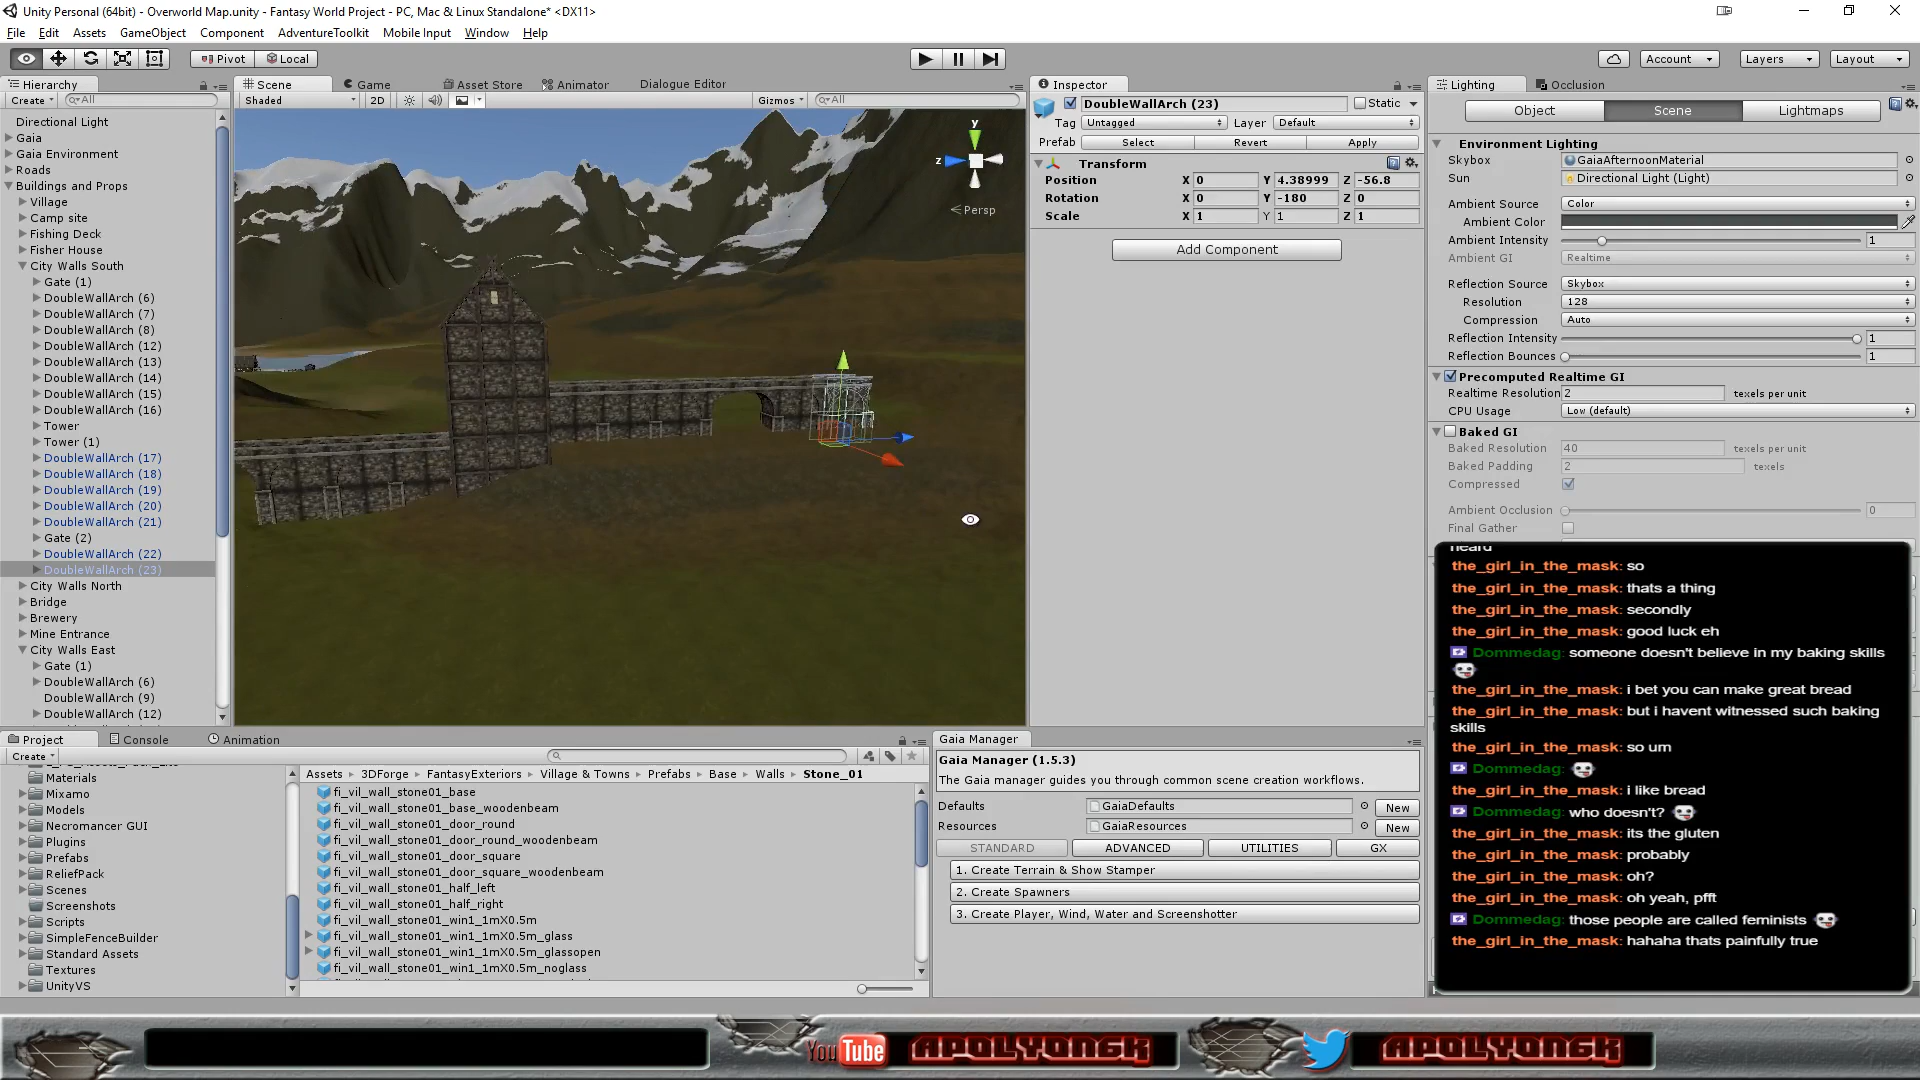 Unity Personal (64bit) - Overworld Map.unity - Fantasy World Project - PC, Mac & Linux Standalone* <DX11>
File Edit Assets GameObject Component AdventureToolkit Mobile Input Window Help
Pivot Local Account Layers Layout
Hierarchy
Create All
Directional Light
Gaia
Gaia Environment
Roads
Buildings and Props
Village
Camp site
Fishing Deck
Fisher House
City Walls South
Gate (1)
DoubleWallArch (6)
DoubleWallArch (7)
DoubleWallArch (8)
DoubleWallArch (12)
DoubleWallArch (13)
DoubleWallArch (14)
DoubleWallArch (15)
DoubleWallArch (16)
Tower
Tower (1)
DoubleWallArch (17)
DoubleWallArch (18)
DoubleWallArch (19)
DoubleWallArch (20)
DoubleWallArch (21)
Gate (2)
DoubleWallArch (22)
DoubleWallArch (23)
City Walls North
Bridge
Brewery
Mine Entrance
City Walls East
Gate (1)
DoubleWallArch (6)
DoubleWallArch (9)
DoubleWallArch (12)
Scene Game Asset Store Animator Dialogue Editor
Shaded 2D Gizmos All
y
z
Persp
Inspector
DoubleWallArch (23) Static
Tag Untagged Layer Default
Prefab Select Revert Apply
Transform
Position X 0 Y 4.38999 Z -56.8
Rotation X 0 Y -180 Z 0
Scale X 1 Y 1 Z 1
Add Component
Lighting Occlusion
Object Scene Lightmaps
Environment Lighting
Skybox GaiaAfternoonMaterial
Sun Directional Light (Light)
Ambient Source Color
Ambient Color
Ambient Intensity 1
Ambient GI Realtime
Reflection Source Skybox
Resolution 128
Compression Auto
Reflection Intensity 1
Reflection Bounces 1
Precomputed Realtime GI
Realtime Resolution 2 texels per unit
CPU Usage Low (default)
Baked GI
Baked Resolution 40 texels per unit
Baked Padding 2 texels
Compressed
Ambient Occlusion 0
Final Gather
heard
the_girl_in_the_mask: so
the_girl_in_the_mask: thats a thing
the_girl_in_the_mask: secondly
the_girl_in_the_mask: good luck eh
Dommedag: someone doesn't believe in my baking skills
the_girl_in_the_mask: i bet you can make great bread
the_girl_in_the_mask: but i havent witnessed such baking
skills
the_girl_in_the_mask: so um
Dommedag:
the_girl_in_the_mask: i like bread
Dommedag: who doesn't?
the_girl_in_the_mask: its the gluten
the_girl_in_the_mask: probably
the_girl_in_the_mask: oh?
the_girl_in_the_mask: oh yeah, pfft
Dommedag: those people are called feminists
the_girl_in_the_mask: hahaha thats painfully true
Project Console Animation
Create
Materials
Mixamo
Models
Necromancer GUI
Plugins
Prefabs
ReliefPack
Scenes
Screenshots
Scripts
SimpleFenceBuilder
Standard Assets
Textures
UnityVS
Assets 3DForge FantasyExteriors Village & Towns Prefabs Base Walls Stone_01
fi_vil_wall_stone01_base
fi_vil_wall_stone01_base_woodenbeam
fi_vil_wall_stone01_door_round
fi_vil_wall_stone01_door_round_woodenbeam
fi_vil_wall_stone01_door_square
fi_vil_wall_stone01_door_square_woodenbeam
fi_vil_wall_stone01_half_left
fi_vil_wall_stone01_half_right
fi_vil_wall_stone01_win1_1mX0.5m
fi_vil_wall_stone01_win1_1mX0.5m_glass
fi_vil_wall_stone01_win1_1mX0.5m_glassopen
fi_vil_wall_stone01_win1_1mX0.5m_noglass
Gaia Manager
Gaia Manager (1.5.3)
The Gaia manager guides you through common scene creation workflows.
Defaults GaiaDefaults New
Resources GaiaResources New
STANDARD ADVANCED UTILITIES GX
1. Create Terrain & Show Stamper
2. Create Spawners
3. Create Player, Wind, Water and Screenshotter
YouTube APOLYONGK APOLYONGK